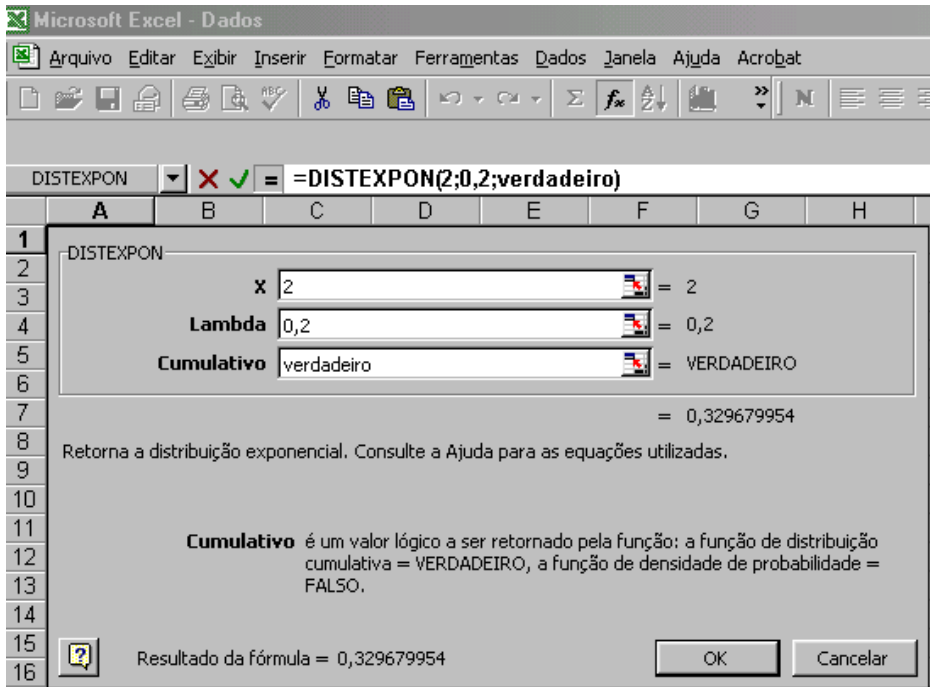 Microsoft Excel - Dados
Arquivo Editar Exibir Inserir Formatar Ferramentas Dados Janela Ajuda Acrobat
ABC Σ fx A Z » N
DISTEXPON = =DISTEXPON(2;0,2;verdadeiro)
A B C D E F G H
1
DISTEXPON
2
X 2 = 2
3
4
Lambda 0,2 = 0,2
5
Cumulativo verdadeiro = VERDADEIRO
6
7
= 0,329679954
8
Retorna a distribuição exponencial. Consulte a Ajuda para as equações utilizadas.
9
10
11
Cumulativo é um valor lógico a ser retornado pela função: a função de distribuição
12
cumulativa = VERDADEIRO, a função de densidade de probabilidade =
13
FALSO.
14
15
? Resultado da fórmula = 0,329679954 OK Cancelar
16